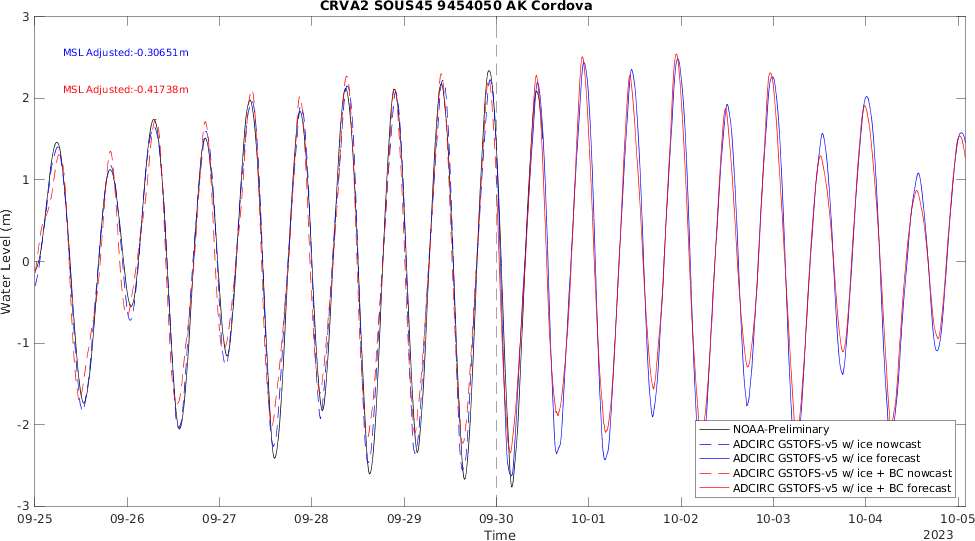 CRVA2 SOUS45 9454050 AK Cordova
MSL Adjusted:-0.30651m
MSL Adjusted:-0.41738m
Water Level (m)
3
2
1
0
-1
-2
-3
NOAA-Preliminary
ADCIRC GSTOFS-v5 w/ ice nowcast
ADCIRC GSTOFS-v5 w/ ice forecast
ADCIRC GSTOFS-v5 w/ ice + BC nowcast
ADCIRC GSTOFS-v5 w/ ice + BC forecast
09-25 09-26 09-27 09-28 09-29 09-30 10-01 10-02 10-03 10-04 10-05
Time
2023